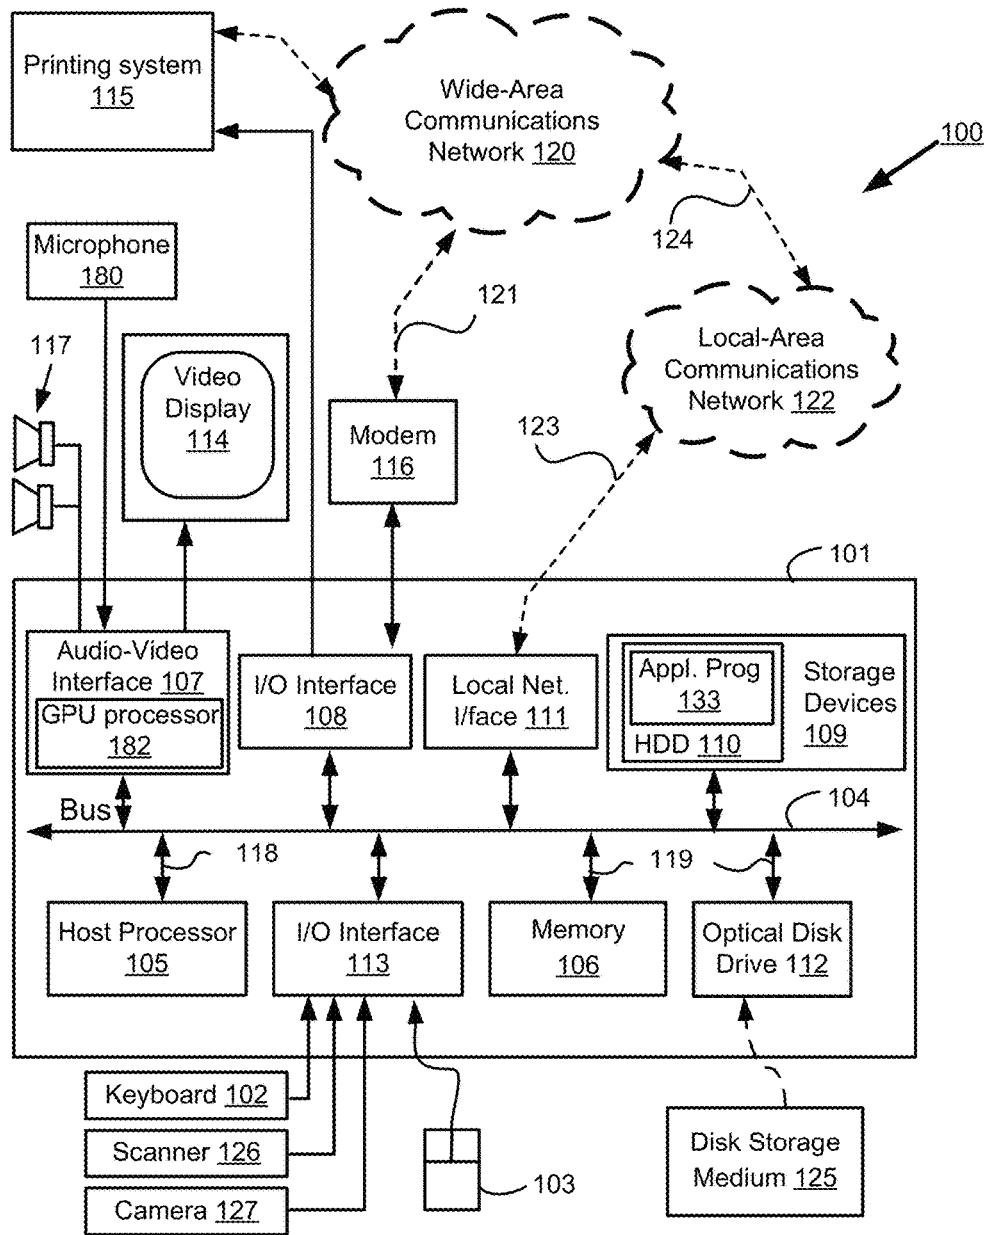 Printing system
115
Wide-Area
Communications
Network 120
100
124
Microphone
180
121
117
Video
Display
114
Local-Area
Communications
Network 122
Modem
116
123
101
Audio-Video
Interface 107
GPU processor
182
I/O Interface
108
Local Net.
I/face 111
Appl. Prog
133
HDD 110
Storage
Devices
109
Bus
104
118
119
Host Processor
105
I/O Interface
113
Memory
106
Optical Disk
Drive 112
Keyboard 102
Scanner 126
Camera 127
103
Disk Storage
Medium 125